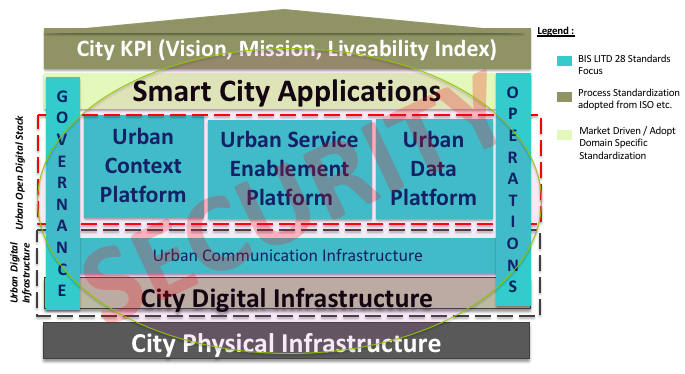 City KPI (Vision, Mission, Liveability Index)
Smart City Applications
GOVERNANCE
OPERATIONS
Urban Open Digital Stack
Urban
Context
Platform
Urban Service
Enablement
Platform
Urban
Data
Platform
SECURITY
Urban Digital
Infrastructure
Urban Communication Infrastructure
City Digital Infrastructure
City Physical Infrastructure
Legend :
BIS LITD 28 Standards
Focus
Process Standardization
adopted from ISO etc.
Market Driven / Adopt
Domain Specific
Standardization